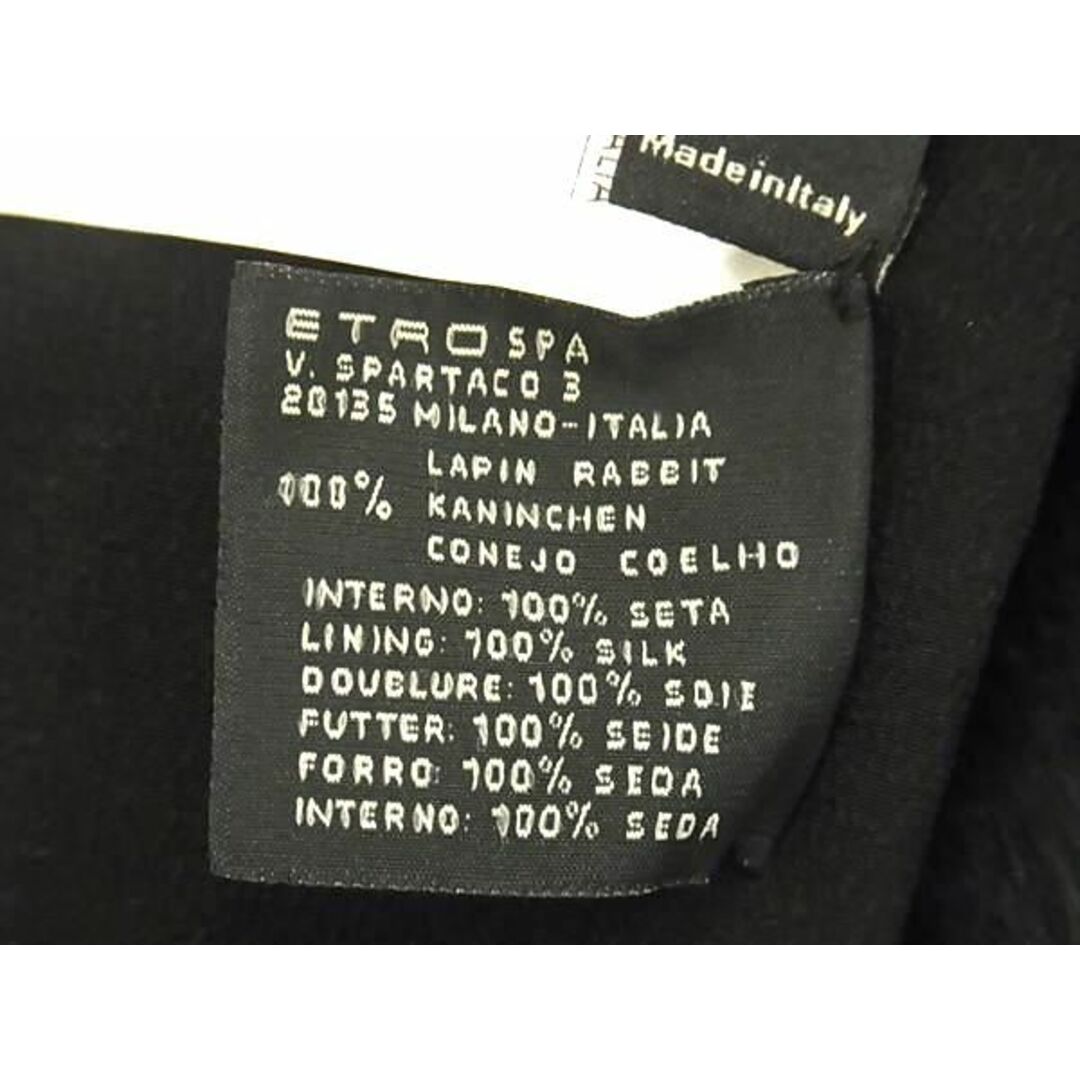 MadeinItaly
ETRO SPA
V. SPARTACO 3
20135 MILANO-ITALIA
LAPIN RABBIT
100% KANINCHEN
CONEJO COELHO
INTERNO: 100% SETA
LINING: 100% SILK
DOUBLURE: 100% SOIE
FUTTER: 100% SEIDE
FORRO: 100% SEDA
INTERNO: 100% SEDA